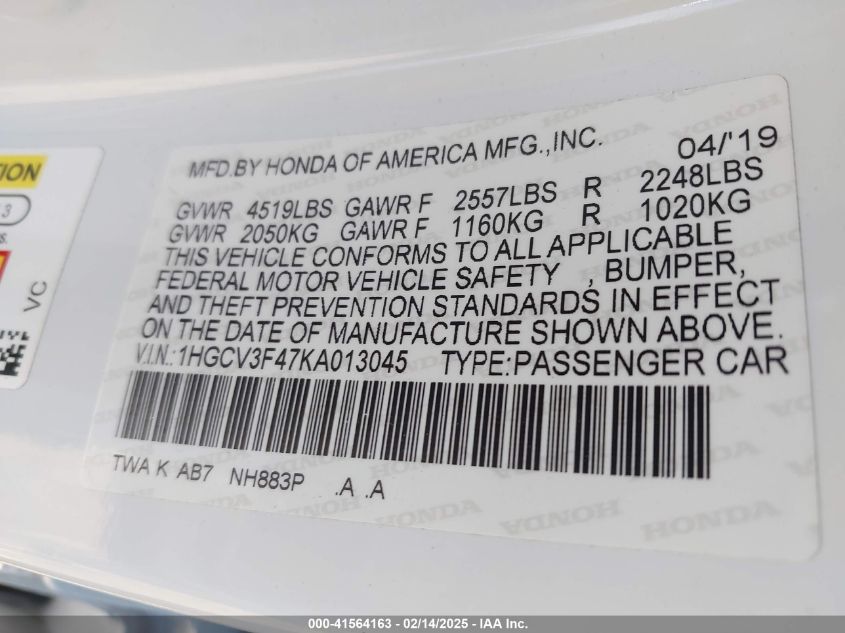 TION
3
s.
VC
MFD.BY HONDA OF AMERICA MFG.,INC. 04/'19
GVWR 4519LBS GAWR F 2557LBS R 2248LBS
GVWR 2050KG GAWR F 1160KG R 1020KG
THIS VEHICLE CONFORMS TO ALL APPLICABLE
FEDERAL MOTOR VEHICLE SAFETY , BUMPER,
AND THEFT PREVENTION STANDARDS IN EFFECT
ON THE DATE OF MANUFACTURE SHOWN ABOVE.
V.I.N.:1HGCV3F47KA013045 TYPE:PASSENGER CAR
TWA K AB7 NH883P .A .A
HONDA
000-41564163 - 02/14/2025 - IAA Inc.